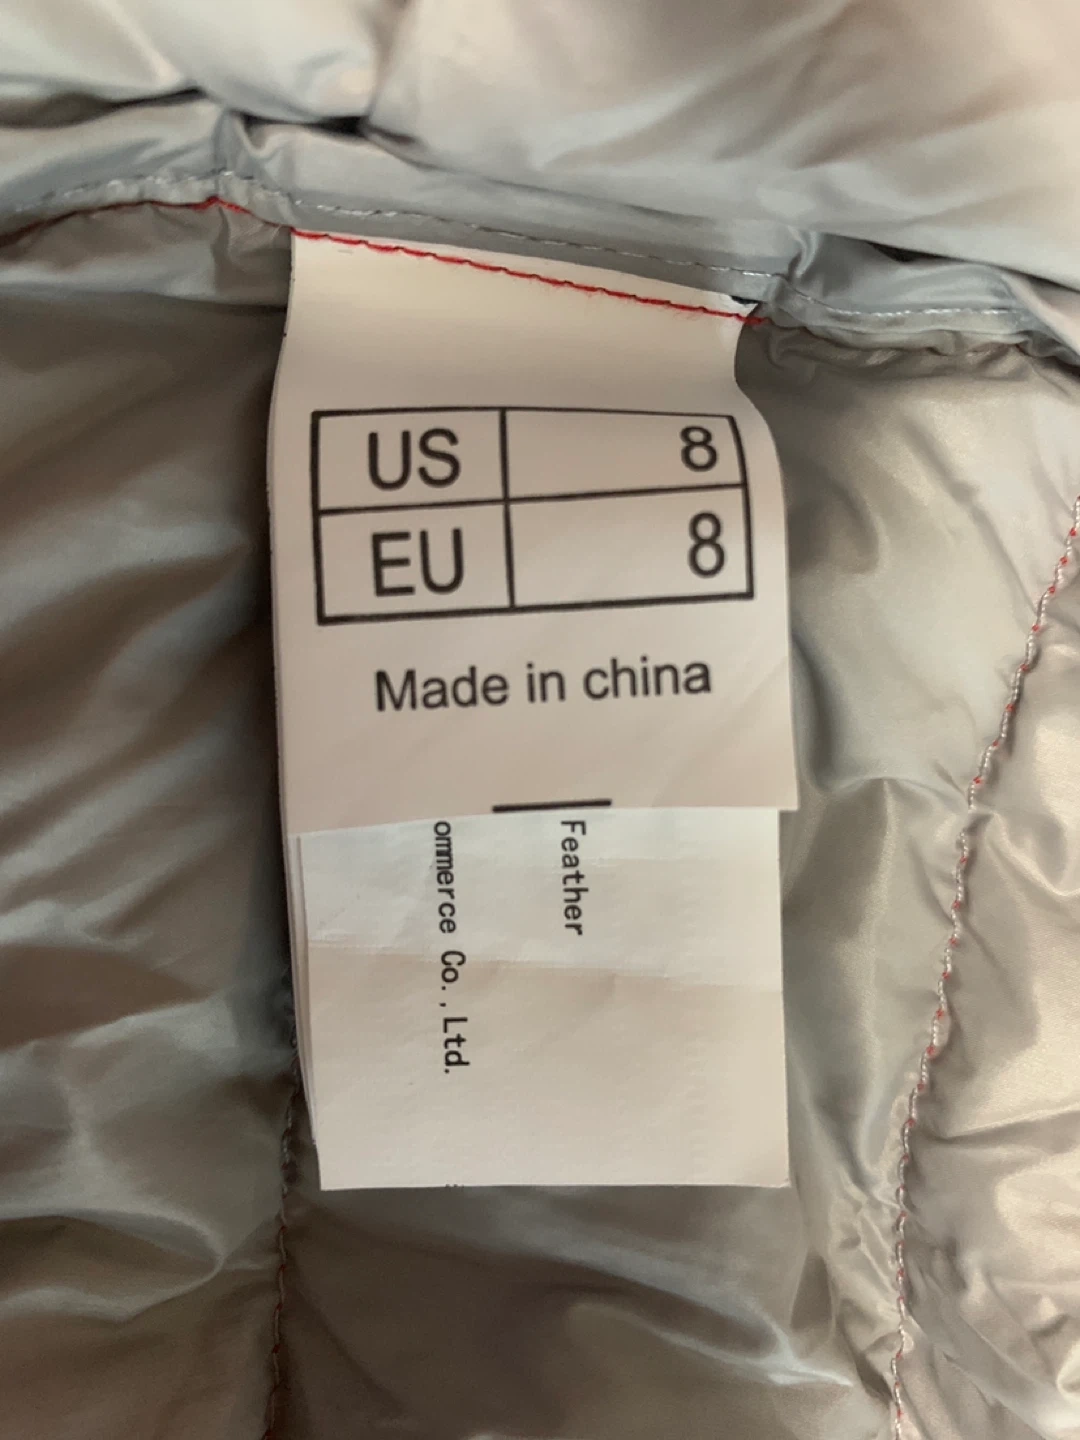 US 8
EU 8
Made in china
Feather
ommerce Co., Ltd.